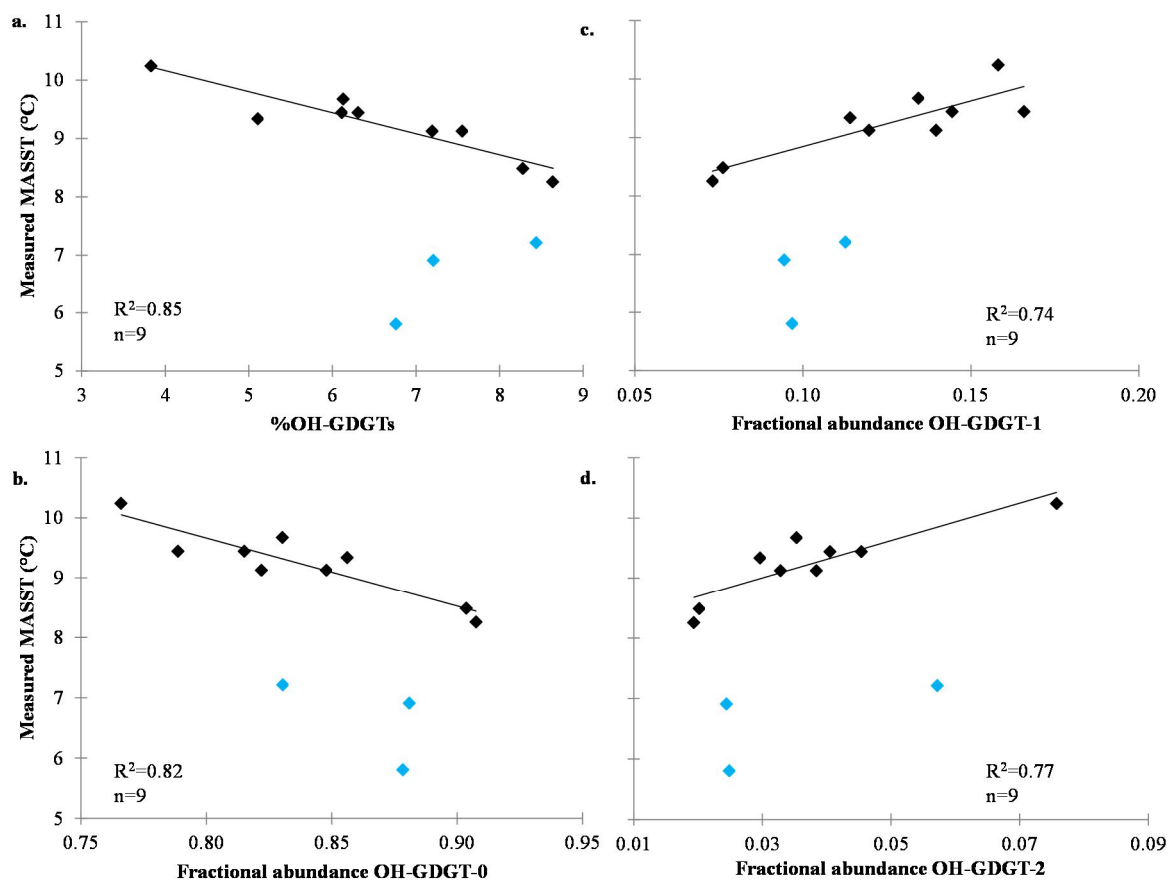 a.
Measured MASST (°C)
11
10
9
8
7
6
5
R²=0.85
n=9
3 4 5 6 7 8 9
%OH-GDGTs
c.
R²=0.74
n=9
0.05 0.10 0.15 0.20
Fractional abundance OH-GDGT-1
b.
Measured MASST (°C)
11
10
9
8
7
6
5
R²=0.82
n=9
0.75 0.80 0.85 0.90 0.95
Fractional abundance OH-GDGT-0
d.
R²=0.77
n=9
0.01 0.03 0.05 0.07 0.09
Fractional abundance OH-GDGT-2